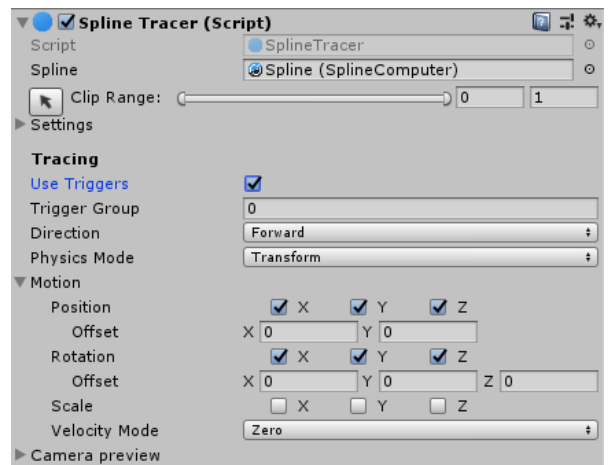 Spline Tracer (Script)
Script SplineTracer
Spline Spline (SplineComputer)
Clip Range: 0 1
Settings
Tracing
Use Triggers
Trigger Group 0
Direction Forward
Physics Mode Transform
Motion
Position X Y Z
Offset X 0 Y 0
Rotation X Y Z
Offset X 0 Y 0 Z 0
Scale X Y Z
Velocity Mode Zero
Camera preview